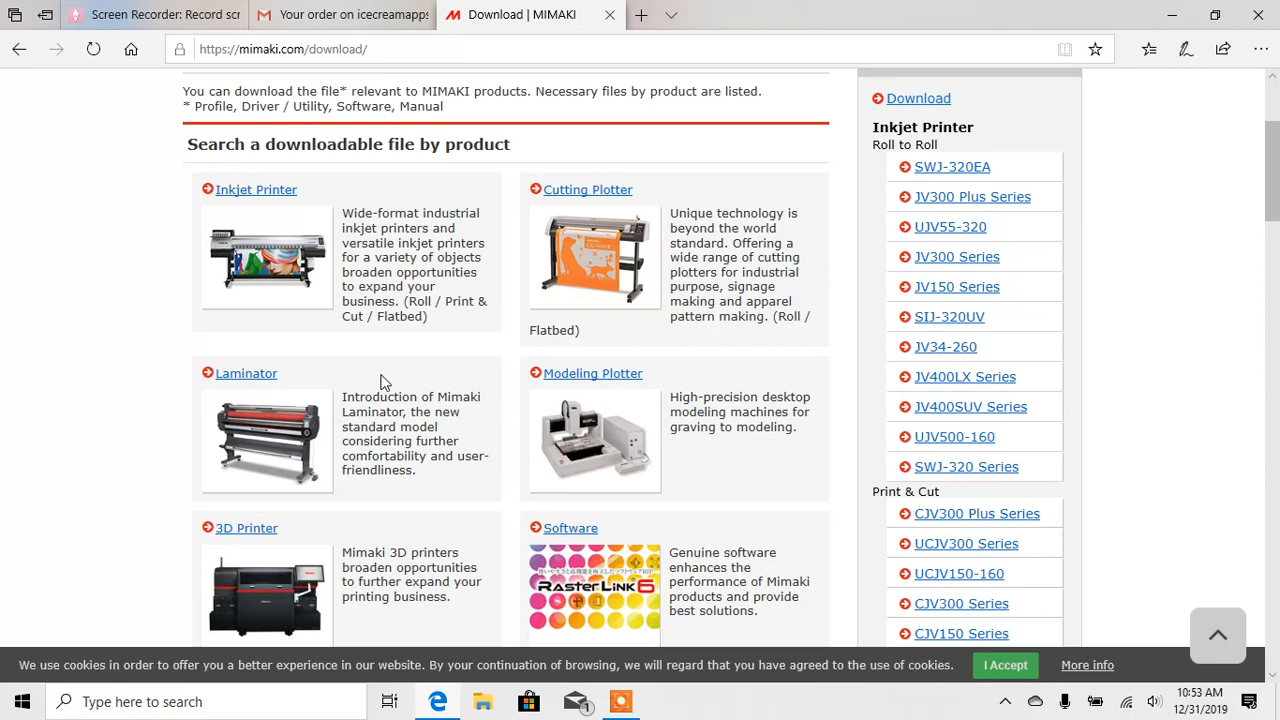 Screen Recorder: Record scr
Your order on icecreamapps
Download | MIMAKI
https://mimaki.com/download/
You can download the file* relevant to MIMAKI products. Necessary files by product are listed.
* Profile, Driver / Utility, Software, Manual
Search a downloadable file by product
Inkjet Printer
Wide-format industrial
inkjet printers and
versatile inkjet printers
for a variety of objects
broaden opportunities
to expand your
business. (Roll / Print &
Cut / Flatbed)
Cutting Plotter
Unique technology is
beyond the world
standard. Offering a
wide range of cutting
plotters for industrial
purpose, signage
making and apparel
pattern making. (Roll /
Flatbed)
Laminator
Introduction of Mimaki
Laminator, the new
standard model
considering further
comfortability and user-
friendliness.
Modeling Plotter
High-precision desktop
modeling machines for
graving to modeling.
3D Printer
Mimaki 3D printers
broaden opportunities
to further expand your
printing business.
Software
RASTERLINK6
Genuine software
enhances the
performance of Mimaki
products and provide
best solutions.
Download
Inkjet Printer
Roll to Roll
SWJ-320EA
JV300 Plus Series
UJV55-320
JV300 Series
JV150 Series
SIJ-320UV
JV34-260
JV400LX Series
JV400SUV Series
UJV500-160
SWJ-320 Series
Print & Cut
CJV300 Plus Series
UCJV300 Series
UCJV150-160
CJV300 Series
CJV150 Series
We use cookies in order to offer you a better experience in our website. By your continuation of browsing, we will regard that you have agreed to the use of cookies.
I Accept
More info
Type here to search
1
10:53 AM
12/31/2019